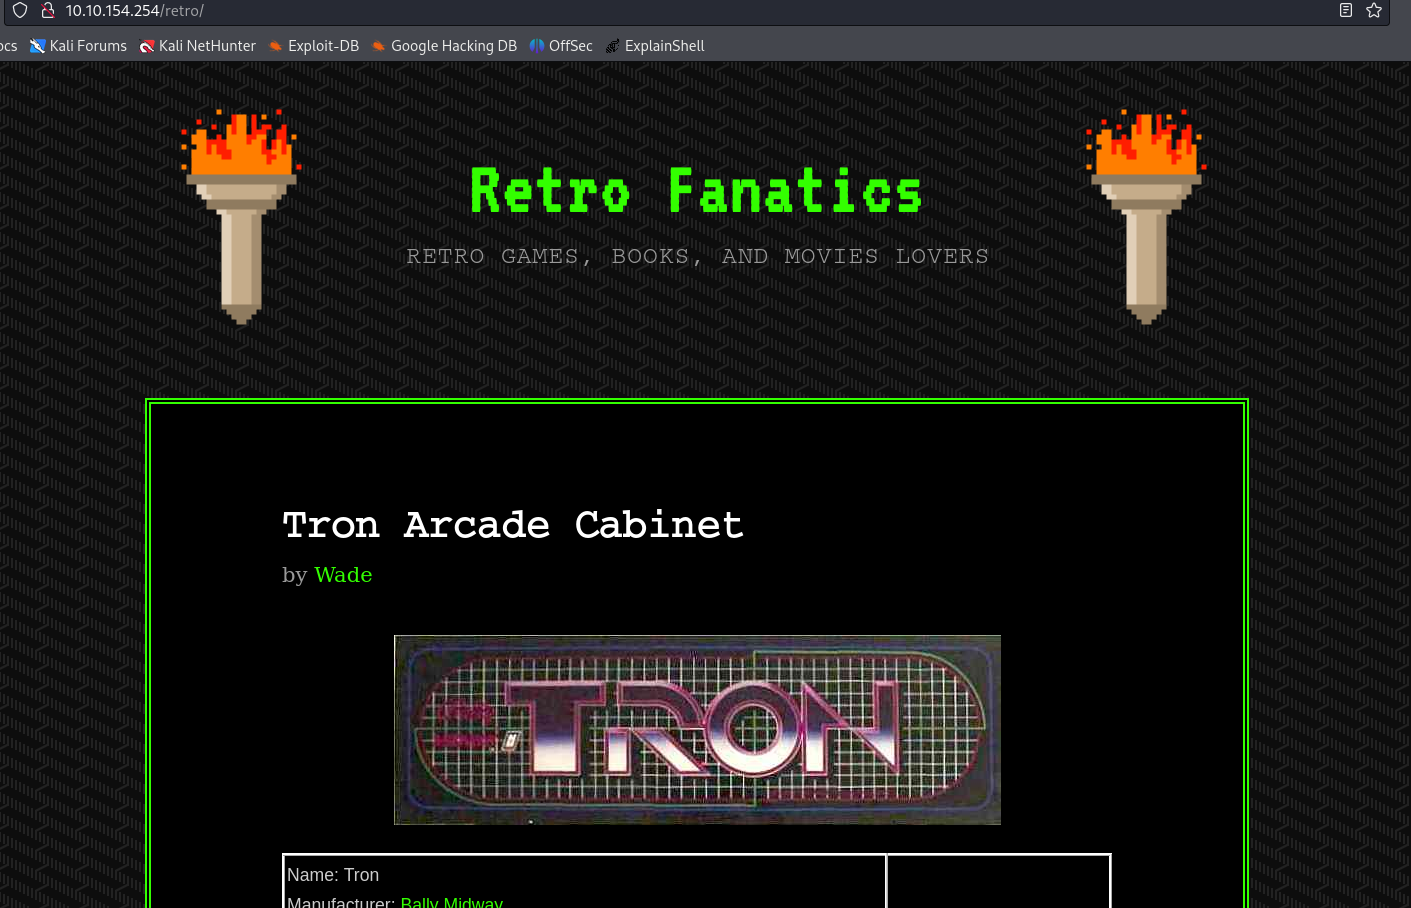 10.10.154.254/retro/
ocs Kali Forums Kali NetHunter Exploit-DB Google Hacking DB OffSec ExplainShell
Retro Fanatics
RETRO GAMES, BOOKS, AND MOVIES LOVERS
Tron Arcade Cabinet
by Wade
TRON
Name: Tron
Manufacturer: Bally Midway